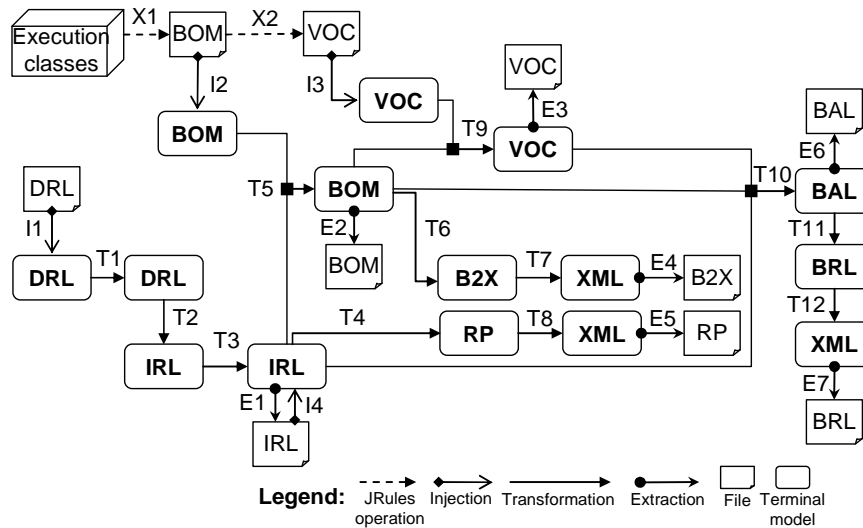 X1
X2
Execution
classes
BOM
VOC
I2
I3
VOC
VOC
BOM
E3
T9
VOC
BAL
E6
DRL
T5
BOM
T10
BAL
I1
E2
T6
T11
T1
DRL
DRL
BOM
B2X
T7
XML
E4
B2X
BRL
T2
T4
T12
T3
RP
T8
XML
E5
RP
XML
IRL
IRL
E1
I4
E7
IRL
BRL
Legend:
JRules
operation
Injection
Transformation
Extraction
File
Terminal
model